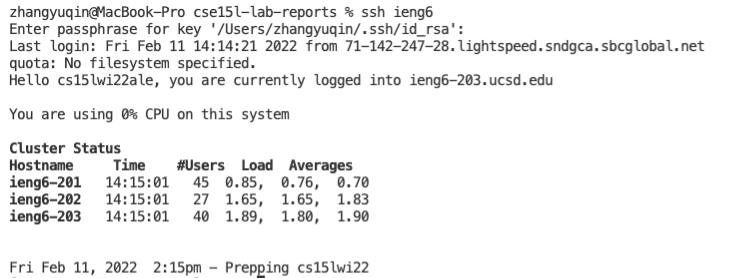 zhangyuqin@MacBook-Pro cse15l-lab-reports % ssh ieng6
Enter passphrase for key '/Users/zhangyuqin/.ssh/id_rsa':
Last login: Fri Feb 11 14:14:21 2022 from 71-142-247-28.lightspeed.sndgca.sbcglobal.net
quota: No filesystem specified.
Hello cs15lwi22ale, you are currently logged into ieng6-203.ucsd.edu
You are using 0% CPU on this system
Cluster Status
Hostname     Time    #Users  Load  Averages
ieng6-201   14:15:01   45  0.85,  0.76,  0.70
ieng6-202   14:15:01   27  1.65,  1.65,  1.83
ieng6-203   14:15:01   40  1.89,  1.80,  1.90
Fri Feb 11, 2022  2:15pm - Prepping cs15lwi22